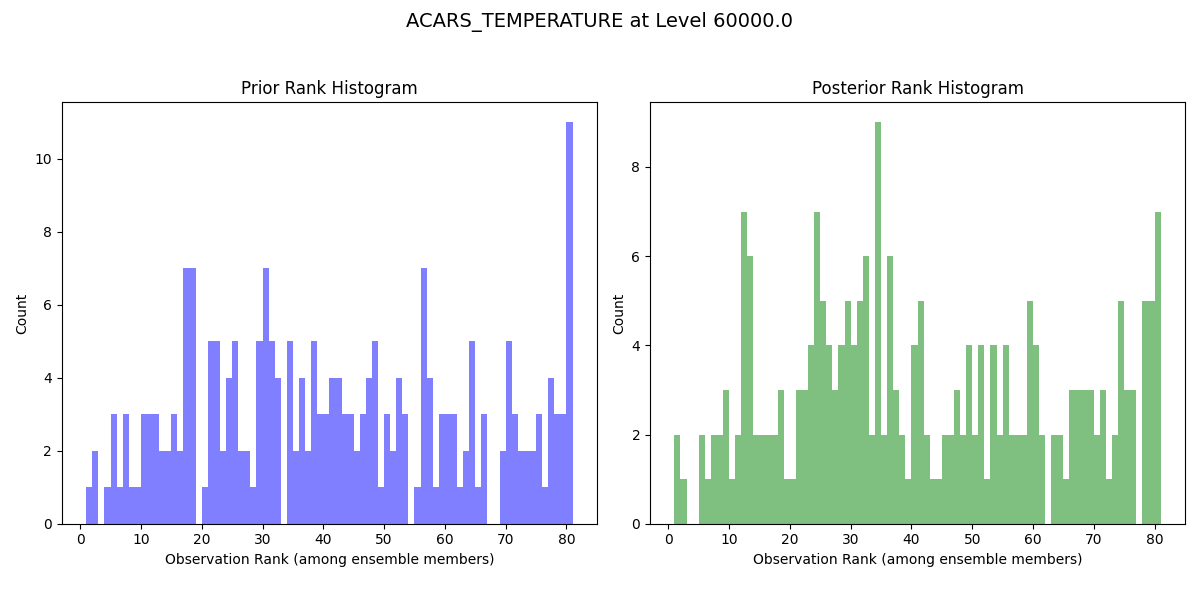 ACARS_TEMPERATURE at Level 60000.0
Prior Rank Histogram
Count
10
8
6
4
2
0
0 10 20 30 40 50 60 70 80
Observation Rank (among ensemble members)
Posterior Rank Histogram
Count
8
6
4
2
0
0 10 20 30 40 50 60 70 80
Observation Rank (among ensemble members)